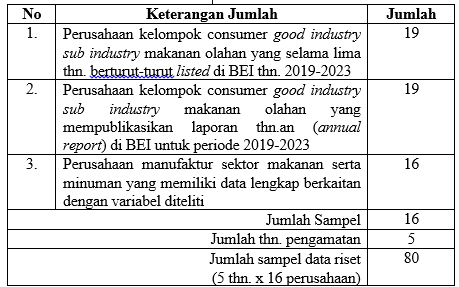 No Keterangan Jumlah Jumlah
1. Perusahaan kelompok consumer good industry 19
sub industry makanan olahan yang selama lima
thn. berturut-turut listed di BEI thn. 2019-2023
2. Perusahaan kelompok consumer good industry 19
sub industry makanan olahan yang
mempublikasikan laporan thn.an (annual
report) di BEI untuk periode 2019-2023
3. Perusahaan manufaktur sektor makanan serta 16
minuman yang memiliki data lengkap berkaitan
dengan variabel diteliti
Jumlah Sampel 16
Jumlah thn. pengamatan 5
Jumlah sampel data riset 80
(5 thn. x 16 perusahaan)